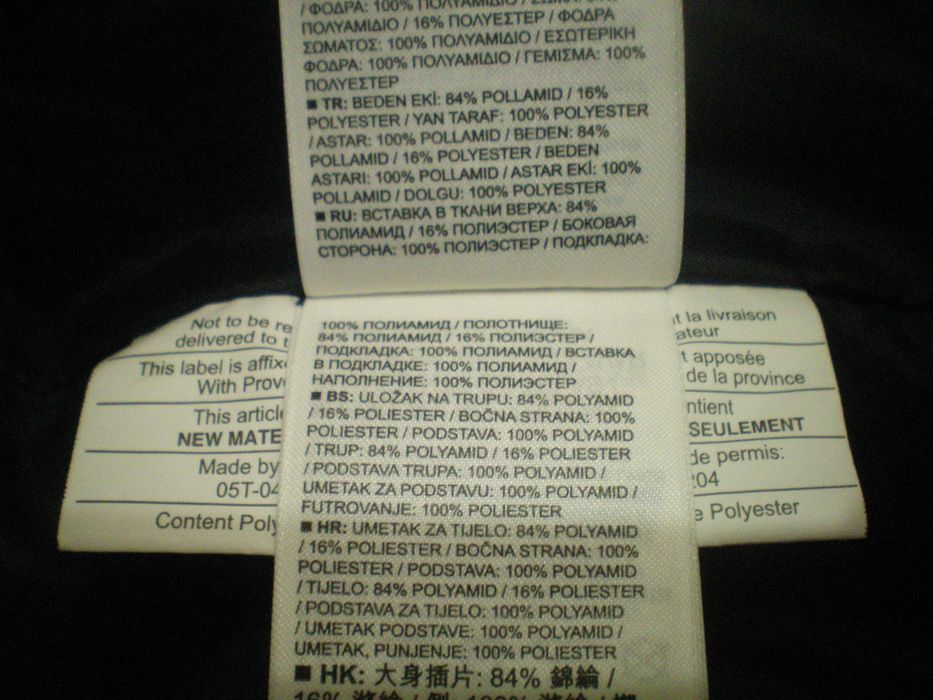 / ΦΟΔΡΑ: 100% ΠΟΛΥΑΜΙΔΙΟ /
ΠΟΛΥΑΜΙΔΙΟ / 16% ΠΟΛΥΕΣΤΕΡ / ΦΟΔΡΑ
ΣΩΜΑΤΟΣ: 100% ΠΟΛΥΑΜΙΔΙΟ / ΕΣΩΤΕΡΙΚΗ
ΦΟΔΡΑ: 100% ΠΟΛΥΑΜΙΔΙΟ / ΓΕΜΙΣΜΑ: 100%
ΠΟΛΥΕΣΤΕΡ
■ TR: BEDEN EKİ: 84% POLLAMID / 16%
POLYESTER / YAN TARAF: 100% POLYESTER
/ ASTAR: 100% POLLAMID / BEDEN: 84%
POLLAMID / 16% POLYESTER / BEDEN
ASTARI: 100% POLLAMID / ASTAR EKİ: 100%
POLLAMID / DOLGU: 100% POLYESTER
■ RU: ВСТАВКА В ТКАНИ ВЕРХА: 84%
ПОЛИАМИД / 16% ПОЛИЭСТЕР / БОКОВАЯ
СТОРОНА: 100% ПОЛИЭСТЕР / ПОДКЛАДКА:
100% ПОЛИАМИД / ПОЛОТНИЩЕ:
84% ПОЛИАМИД / 16% ПОЛИЭСТЕР /
ПОДКЛАДКА: 100% ПОЛИАМИД / ВСТАВКА
В ПОДКЛАДКЕ: 100% ПОЛИАМИД /
НАПОЛНЕНИЕ: 100% ПОЛИЭСТЕР
■ BS: ULOŽAK NA TRUPU: 84% POLYAMID
/ 16% POLIESTER / BOČNA STRANA: 100%
POLIESTER / PODSTAVA: 100% POLYAMID
/ TRUP: 84% POLYAMID / 16% POLIESTER
/ PODSTAVA TRUPA: 100% POLYAMID /
UMETAK ZA PODSTAVU: 100% POLYAMID /
FUTROVANJE: 100% POLIESTER
■ HR: UMETAK ZA TIJELO: 84% POLYAMID
/ 16% POLIESTER / BOČNA STRANA: 100%
POLIESTER / PODSTAVA: 100% POLYAMID
/ TIJELO: 84% POLYAMID / 16% POLIESTER
/ PODSTAVA ZA TIJELO: 100% POLYAMID
/ UMETAK PODSTAVE: 100% POLYAMID /
UMETAK, PUNJENJE: 100% POLIESTER
■ HK: 大身插片: 84% 錦綸 /
Not to be re
delivered to t
This label is affix
With Prov
This articl
NEW MATE
Made by
05T-04
Content Poly
t la livraison
ateur
t apposée
de la province
ntient
SEULEMENT
de permis:
204
e Polyester